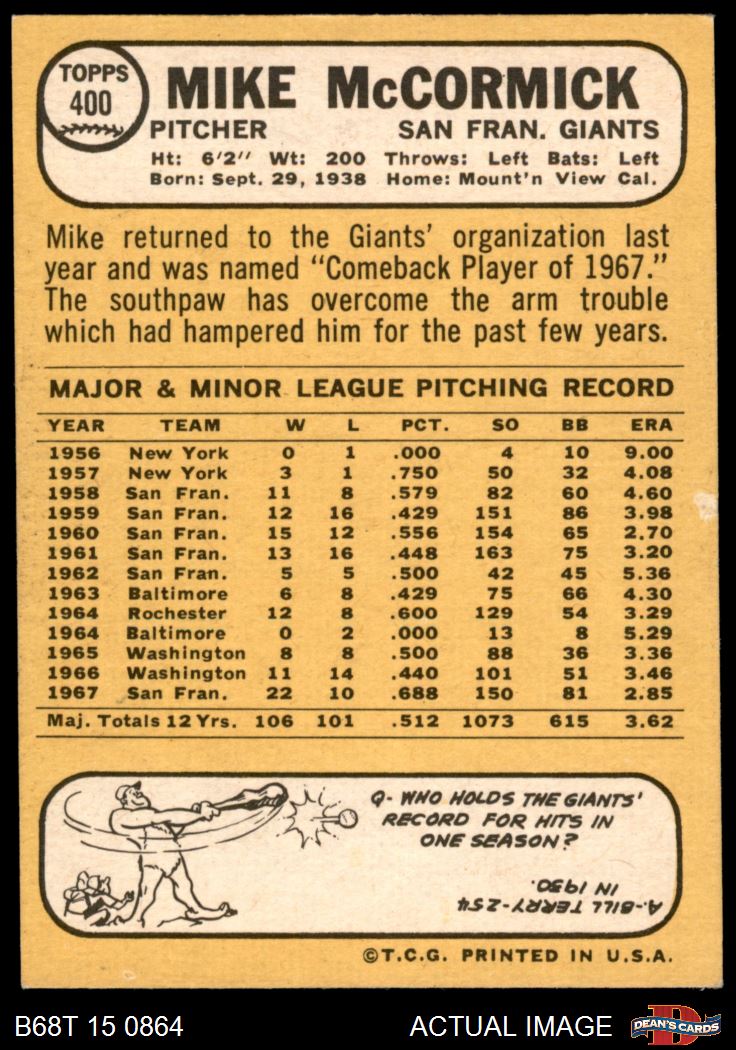 TOPPS
400
MIKE McCORMICK
PITCHER SAN FRAN. GIANTS
Ht: 6'2" Wt: 200 Throws: Left Bats: Left
Born: Sept. 29, 1938 Home: Mount'n View Cal.
Mike returned to the Giants' organization last
year and was named "Comeback Player of 1967."
The southpaw has overcome the arm trouble
which had hampered him for the past few years.
MAJOR & MINOR LEAGUE PITCHING RECORD
YEAR TEAM W L PCT. SO BB ERA
1956 New York 0 1 .000 4 10 9.00
1957 New York 3 1 .750 50 32 4.08
1958 San Fran. 11 8 .579 82 60 4.60
1959 San Fran. 12 16 .429 151 86 3.98
1960 San Fran. 15 12 .556 154 65 2.70
1961 San Fran. 13 16 .448 163 75 3.20
1962 San Fran. 5 5 .500 42 45 5.36
1963 Baltimore 6 8 .429 75 66 4.30
1964 Rochester 12 8 .600 129 54 3.29
1964 Baltimore 0 2 .000 13 8 5.29
1965 Washington 8 8 .500 88 36 3.36
1966 Washington 11 14 .440 101 51 3.46
1967 San Fran. 22 10 .688 150 81 2.85
Maj. Totals 12 Yrs. 106 101 .512 1073 615 3.62
Q- WHO HOLDS THE GIANTS'
RECORD FOR HITS IN
ONE SEASON?
A-BILL TERRY-254
IN 1930.
©T.C.G. PRINTED IN U.S.A.
B68T 15 0864 ACTUAL IMAGE DEAN'S CARDS